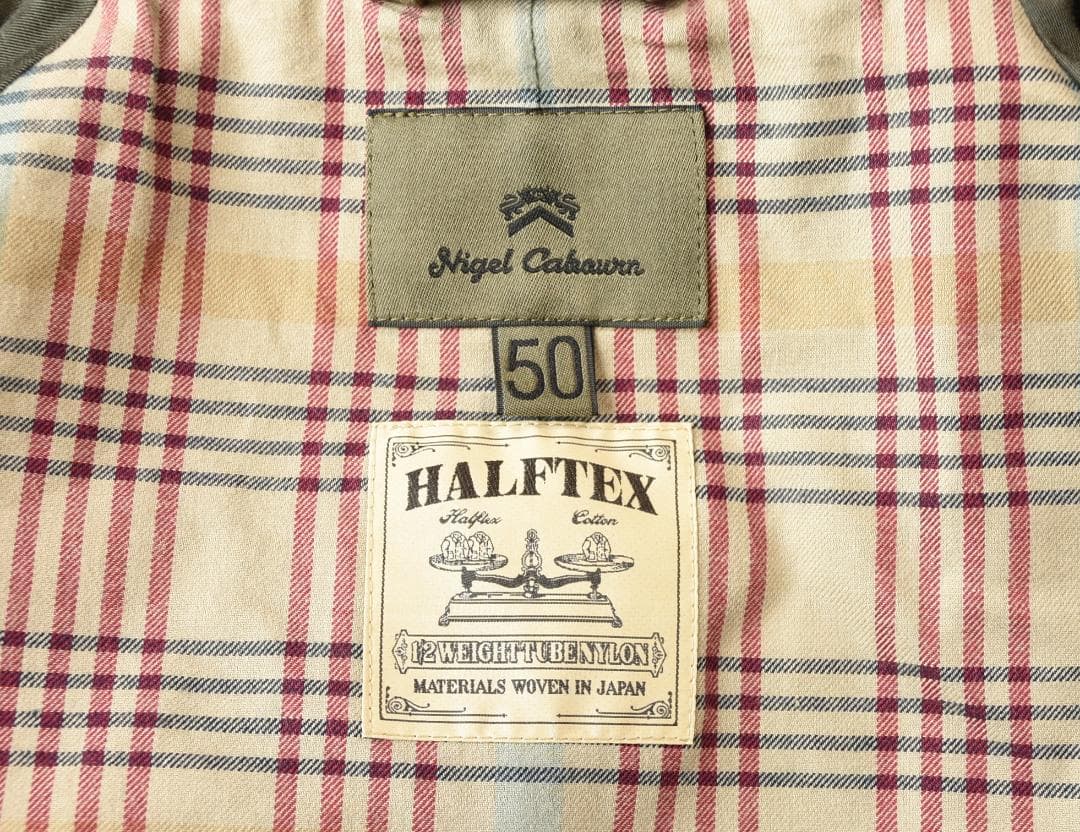 Nigel Cabourn
50
HALFTEX
Halftex Cotton
1/2 WEIGHT TUBE NYLON
MATERIALS WOVEN IN JAPAN